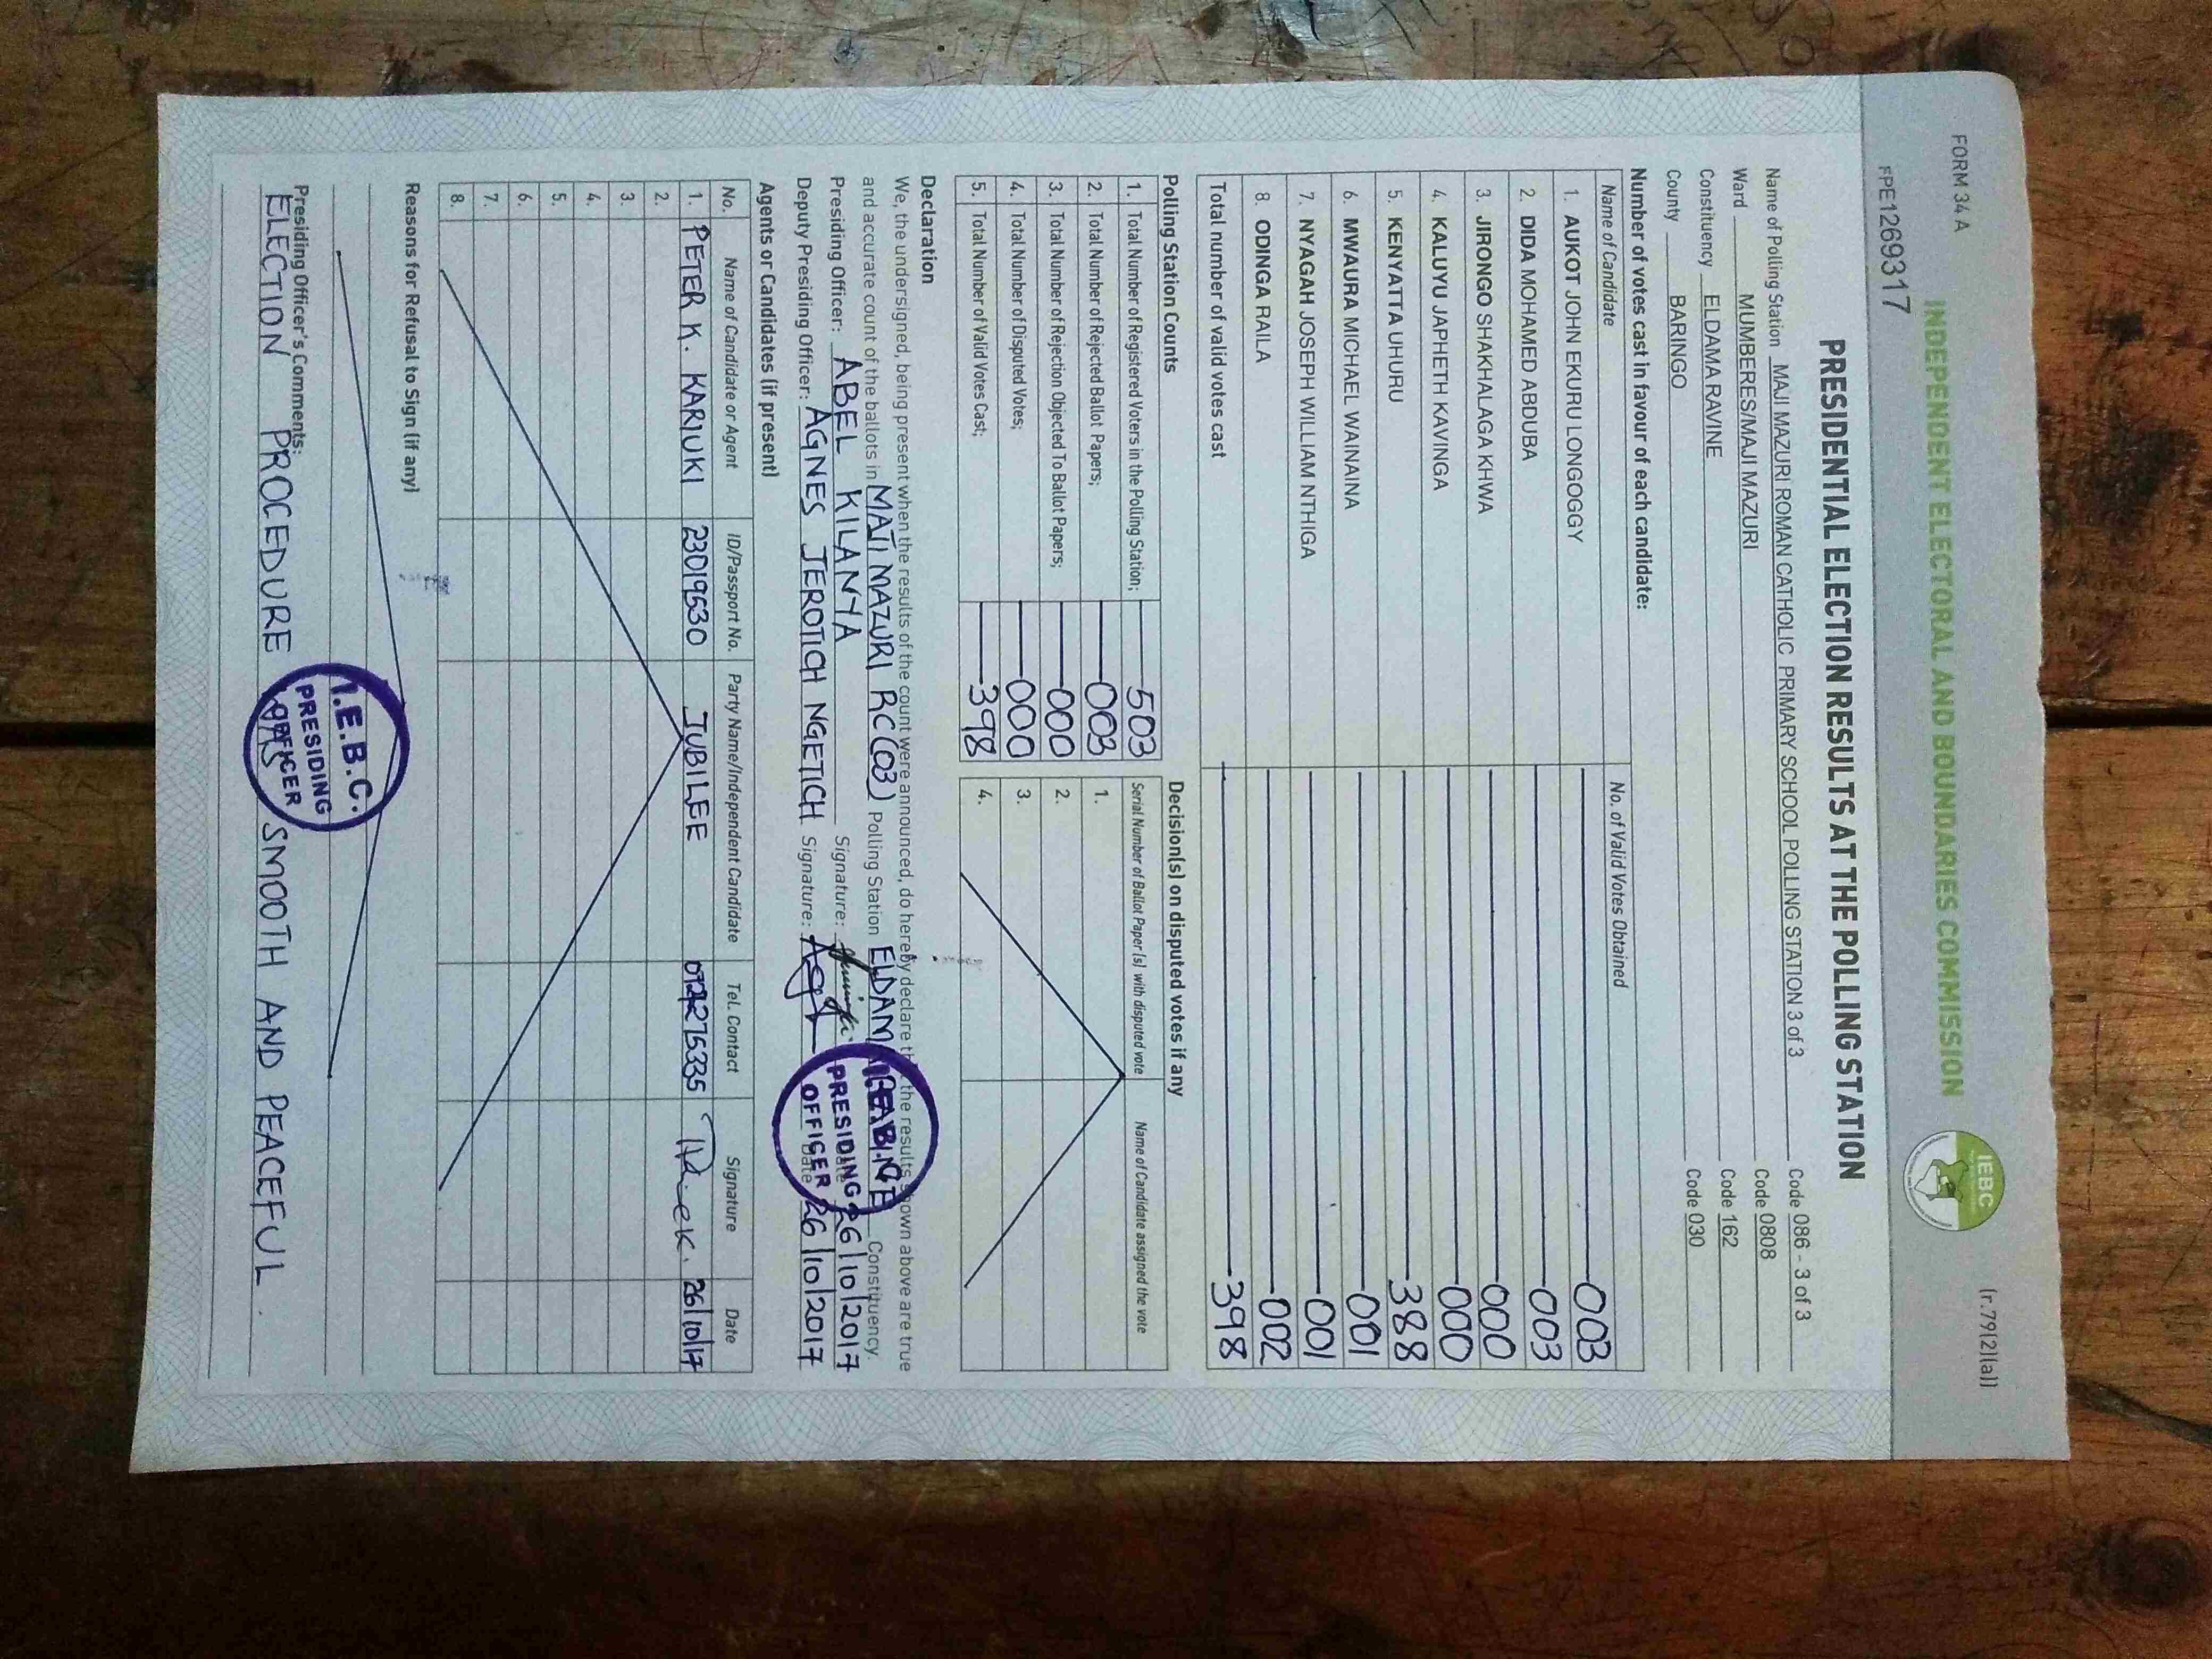 FORM 34 A
(r.79(2)(a))
INDEPENDENT ELECTORAL AND BOUNDARIES COMMISSION
IEBC
FPE1269317
PRESIDENTIAL ELECTION RESULTS AT THE POLLING STATION
Name of Polling Station MAJI MAZURI ROMAN CATHOLIC PRIMARY SCHOOL POLLING STATION 3 of 3 Code 086 - 3 of 3
Ward MUMBERES/MAJI MAZURI Code 0808
Constituency ELDAMA RAVINE Code 162
County BARINGO Code 030
Number of votes cast in favour of each candidate:
Name of Candidate No. of Valid Votes Obtained
1. AUKOT JOHN EKURU LONGOGGY 003
2. DIDA MOHAMED ABDUBA 003
3. JIRONGO SHAKHALAGA KHWA 000
4. KALUYU JAPHETH KAVINGA 000
5. KENYATTA UHURU 388
6. MWAURA MICHAEL WAINAINA 001
7. NYAGAH JOSEPH WILLIAM NTHIGA 001
8. ODINGA RAILA 002
Total number of valid votes cast 398
Polling Station Counts
1. Total Number of Registered Voters in the Polling Station; 503
2. Total Number of Rejected Ballot Papers; 003
3. Total Number of Rejection Objected To Ballot Papers; 000
4. Total Number of Disputed Votes; 000
5. Total Number of Valid Votes Cast; 398
Decision(s) on disputed votes if any
Serial Number of Ballot Paper (s) with disputed vote Name of Candidate assigned the vote
1.
2.
3.
4.
Declaration
We, the undersigned, being present when the results of the count were announced, do hereby declare that the results shown above are true
and accurate count of the ballots in MAJI MAZURI RC (03) Polling Station ELDAMA RAVINE Constituency.
Presiding Officer: ABEL KILANYA Signature: Date 26/10/2017
Deputy Presiding Officer: AGNES JEROTICH NGETICH Signature: Date 26/10/2017
I.E.B.C.
PRESIDING
OFFICER
Agents or Candidates (if present)
No. Name of Candidate or Agent ID/Passport No. Party Name/Independent Candidate Tel. Contact Signature Date
1. PETER K. KARIUKI 23019530 JUBILEE 26/10/17
2.
3.
4.
5.
6.
7.
8.
Reasons for Refusal to Sign (if any)
I.E.B.C.
PRESIDING
OFFICER
Presiding Officer's Comments:
ELECTION PROCEDURE WAS SMOOTH AND PEACEFUL.